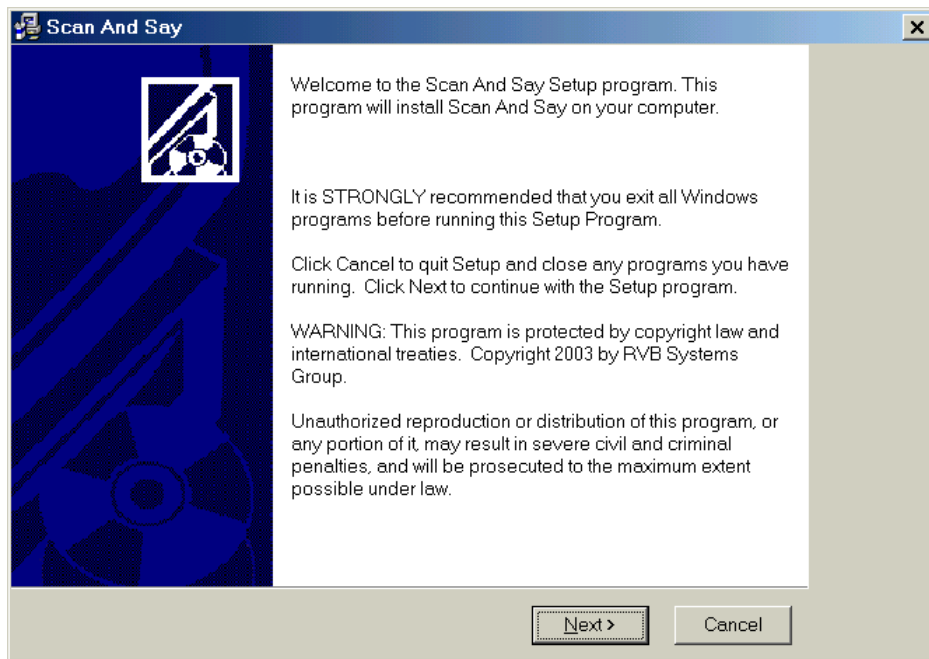 Scan And Say
Welcome to the Scan And Say Setup program. This
program will install Scan And Say on your computer.
It is STRONGLY recommended that you exit all Windows
programs before running this Setup Program.
Click Cancel to quit Setup and close any programs you have
running. Click Next to continue with the Setup program.
WARNING: This program is protected by copyright law and
international treaties. Copyright 2003 by RVB Systems
Group.
Unauthorized reproduction or distribution of this program, or
any portion of it, may result in severe civil and criminal
penalties, and will be prosecuted to the maximum extent
possible under law.
Next >
Cancel